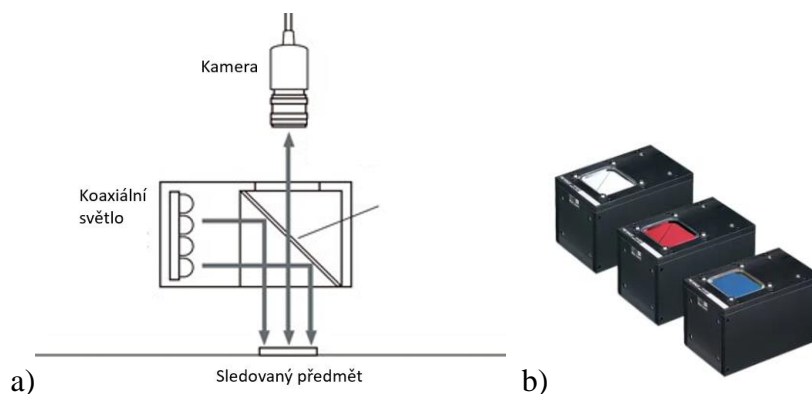 Kamera
Koaxiální
světlo
Sledovaný předmět
a)
b)